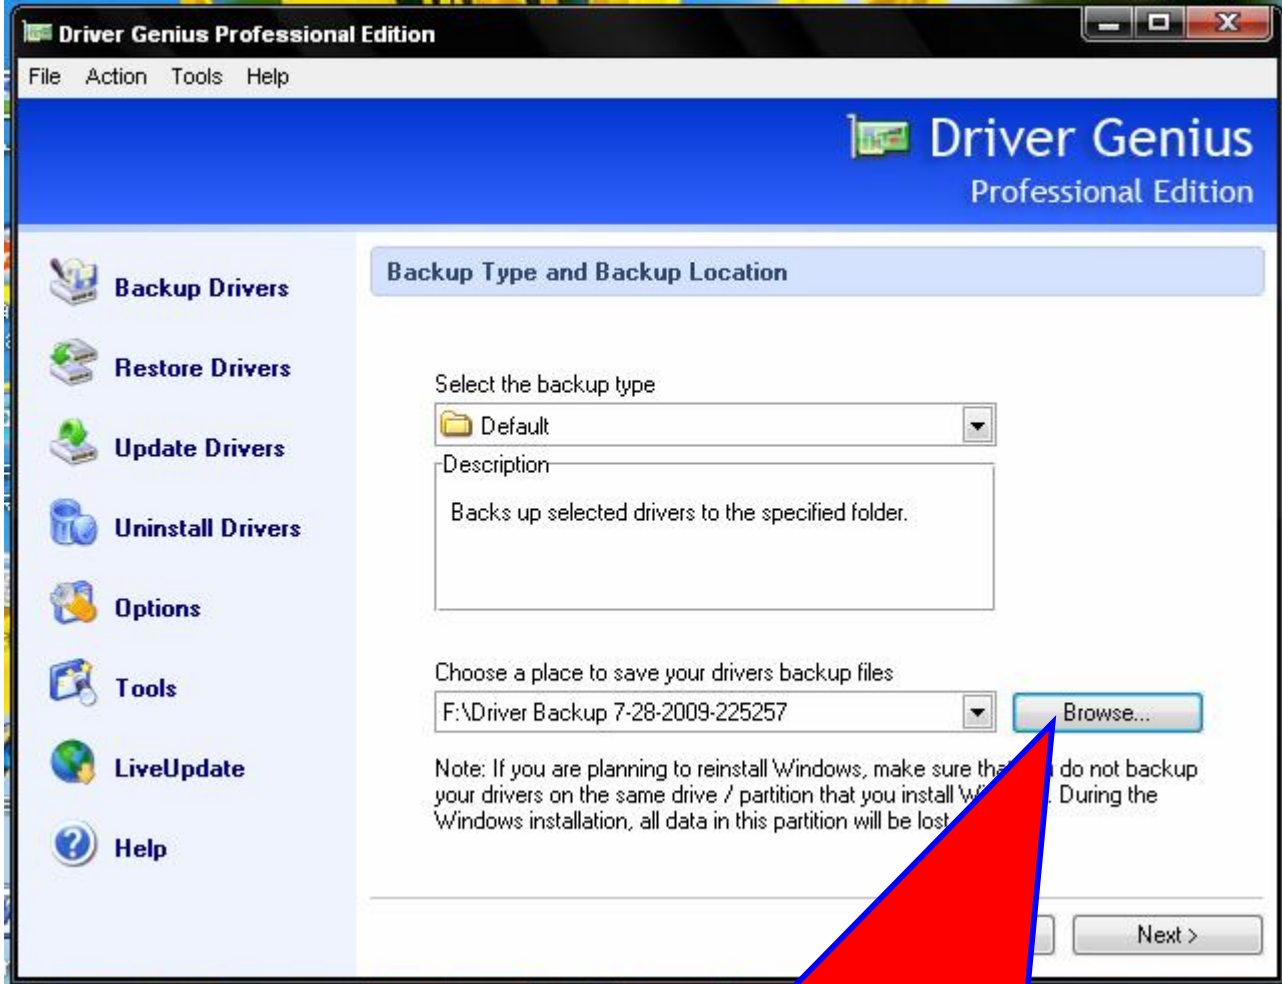 Driver Genius Professional Edition
File Action Tools Help
Driver Genius
Professional Edition
Backup Drivers
Restore Drivers
Update Drivers
Uninstall Drivers
Options
Tools
LiveUpdate
Help
Backup Type and Backup Location
Select the backup type
Default
Description
Backs up selected drivers to the specified folder.
Choose a place to save your drivers backup files
F:\Driver Backup 7-28-2009-225257
Browse...
Note: If you are planning to reinstall Windows, make sure do not backup
your drivers on the same drive / partition that you install . During the
Windows installation, all data in this partition will be lost
Next >